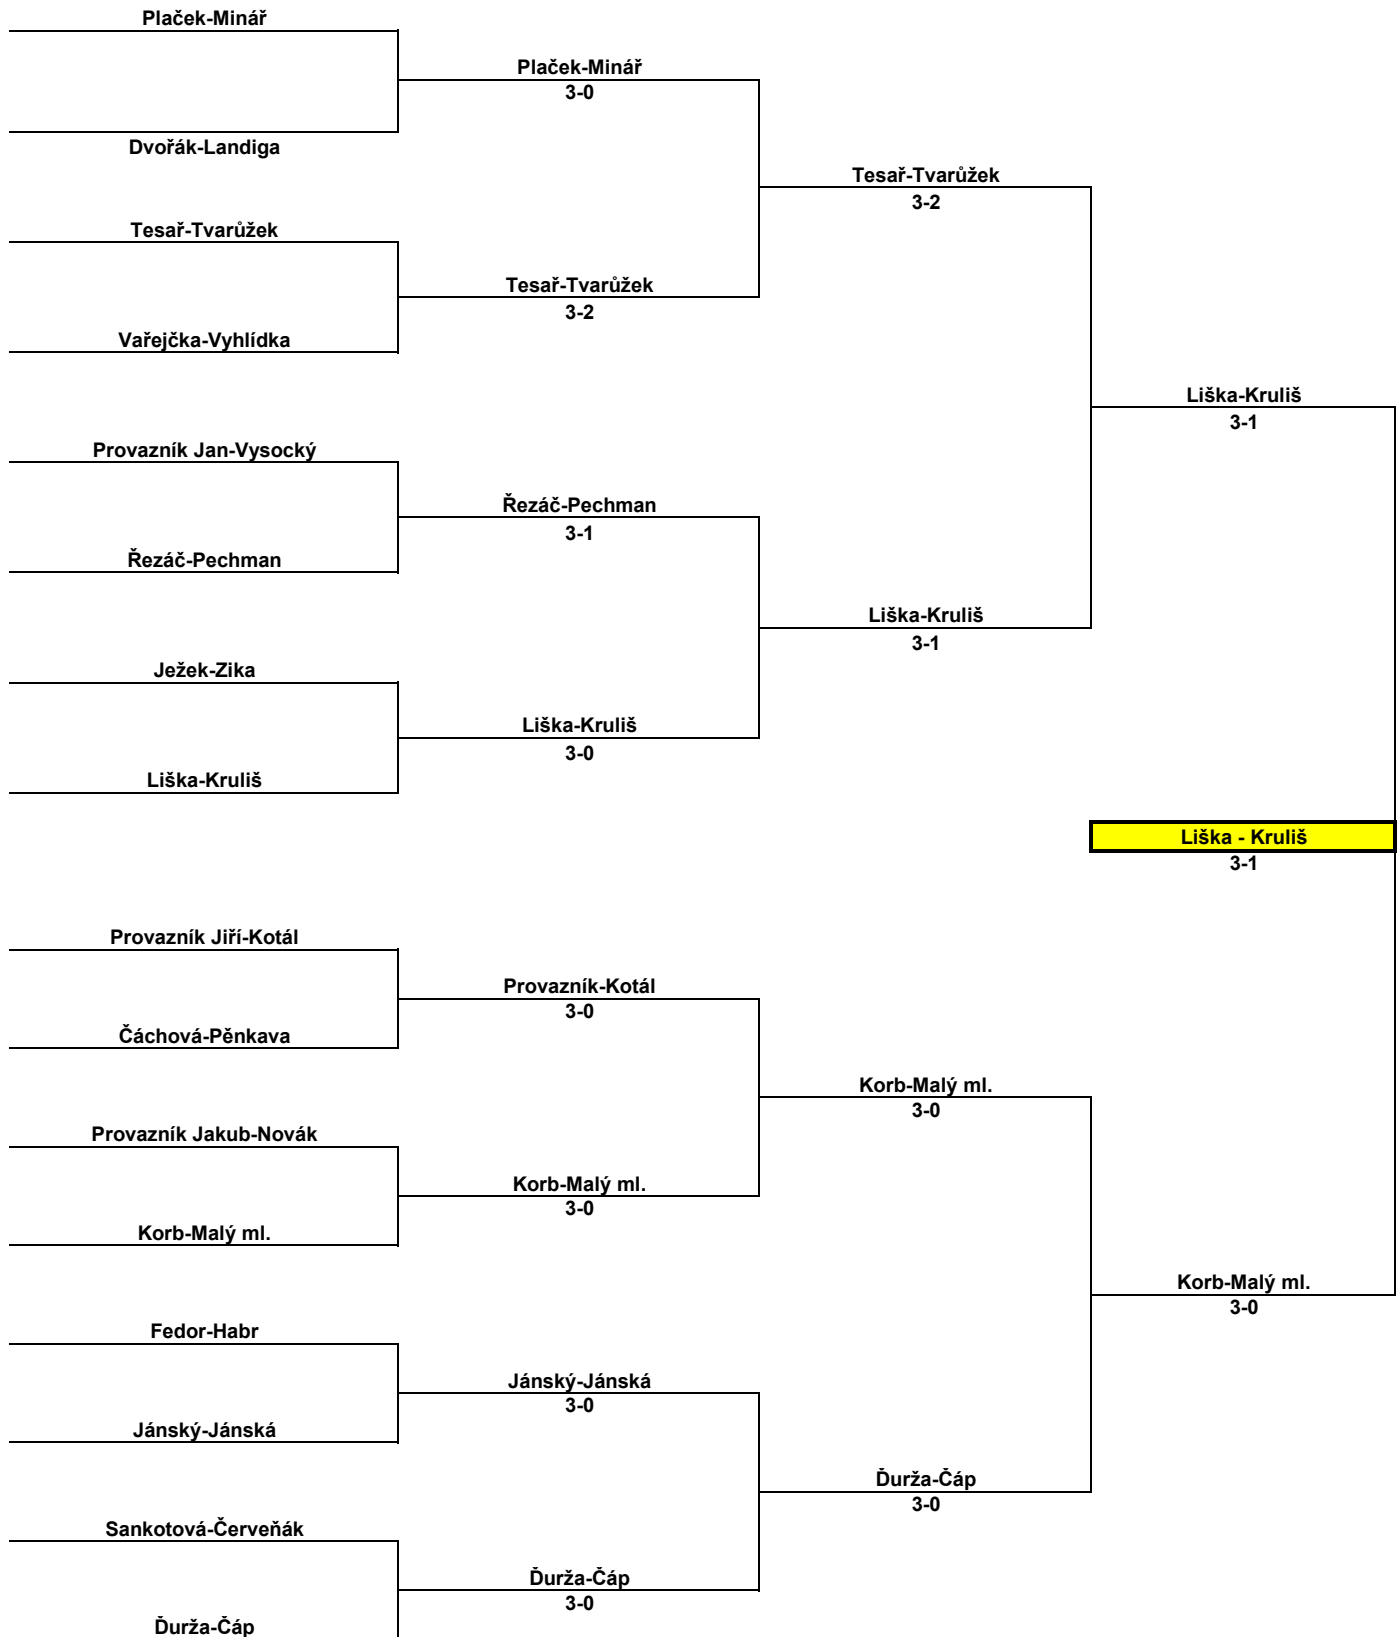 Plaček-Minář
Plaček-Minář
3-0
Dvořák-Landiga
Tesař-Tvarůžek
3-2
Tesař-Tvarůžek
Tesař-Tvarůžek
3-2
Vařejčka-Vyhlídka
Liška-Kruliš
3-1
Provazník Jan-Vysocký
Řezáč-Pechman
3-1
Řezáč-Pechman
Liška-Kruliš
3-1
Ježek-Zika
Liška-Kruliš
3-0
Liška-Kruliš
Liška - Kruliš
3-1
Provazník Jiří-Kotál
Provazník-Kotál
3-0
Čáchová-Pěnkava
Korb-Malý ml.
3-0
Provazník Jakub-Novák
Korb-Malý ml.
3-0
Korb-Malý ml.
Korb-Malý ml.
3-0
Fedor-Habr
Jánský-Jánská
3-0
Jánský-Jánská
Ďurža-Čáp
3-0
Sankotová-Červeňák
Ďurža-Čáp
3-0
Ďurža-Čáp